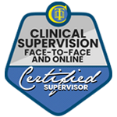 CLINICAL
SUPERVISION
FACE-TO-FACE
AND ONLINE
Certified
SUPERVISOR